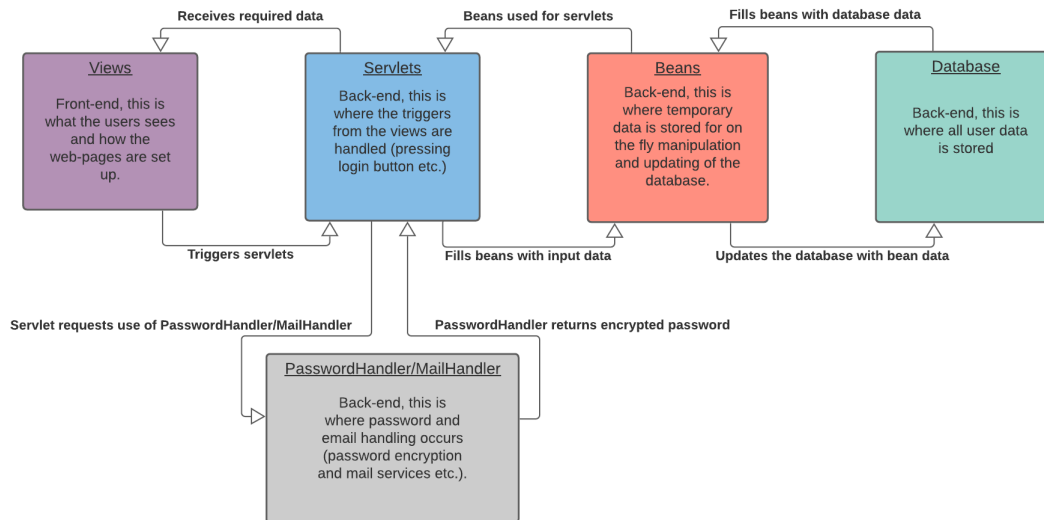 Receives required data
Beans used for servlets
Fills beans with database data
Views
Front-end, this is
what the users sees
and how the
web-pages are set
up.
Servlets
Back-end, this is
where the triggers
from the views are
handled (pressing
login button etc.)
Beans
Back-end, this is
where temporary
data is stored for on
the fly manipulation
and updating of the
database.
Database
Back-end, this is
where all user data
is stored
Triggers servlets
Fills beans with input data
Updates the database with bean data
Servlet requests use of PasswordHandler/MailHandler
PasswordHandler returns encrypted password
PasswordHandler/MailHandler
Back-end, this is
where password and
email handling occurs
(password encryption
and mail services etc.).